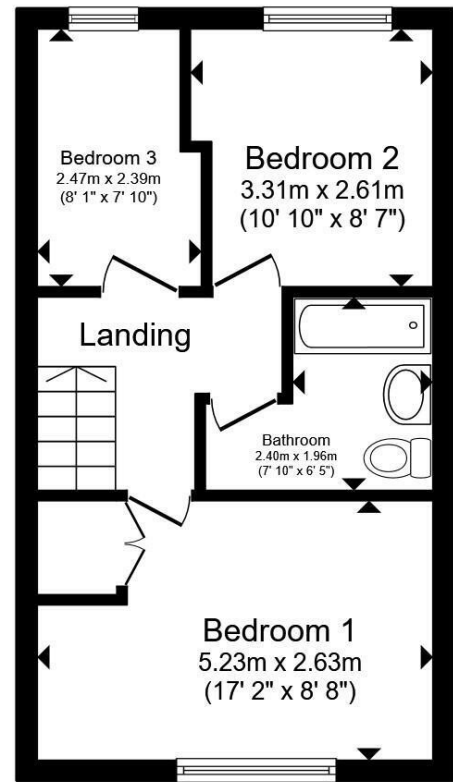 Bedroom 3
2.47m x 2.39m
(8' 1" x 7' 10")
Bedroom 2
3.31m x 2.61m
(10' 10" x 8' 7")
Landing
Bathroom
2.40m x 1.96m
(7' 10" x 6' 5")
Bedroom 1
5.23m x 2.63m
(17' 2" x 8' 8")